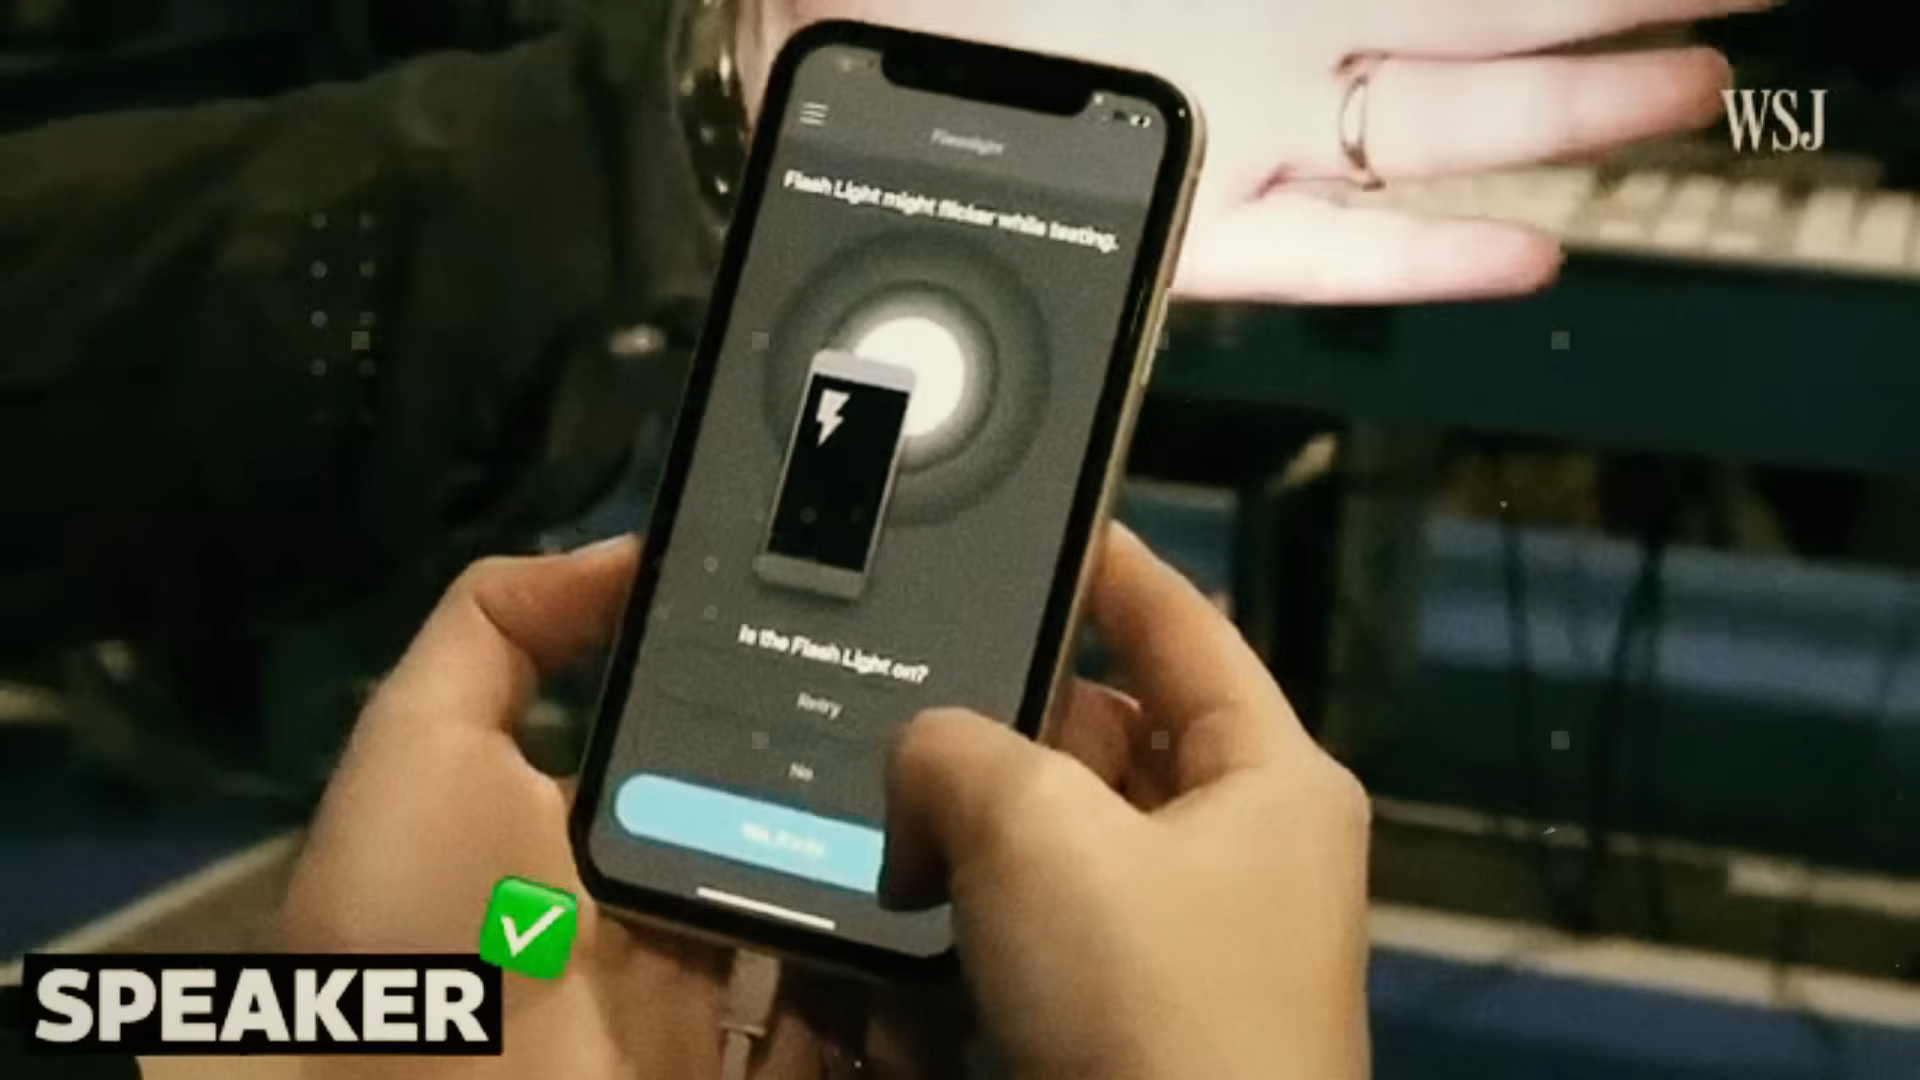 WSJ
Flash Light might flicker while testing.
Is the Flash Light on?
Retry
No
SPEAKER